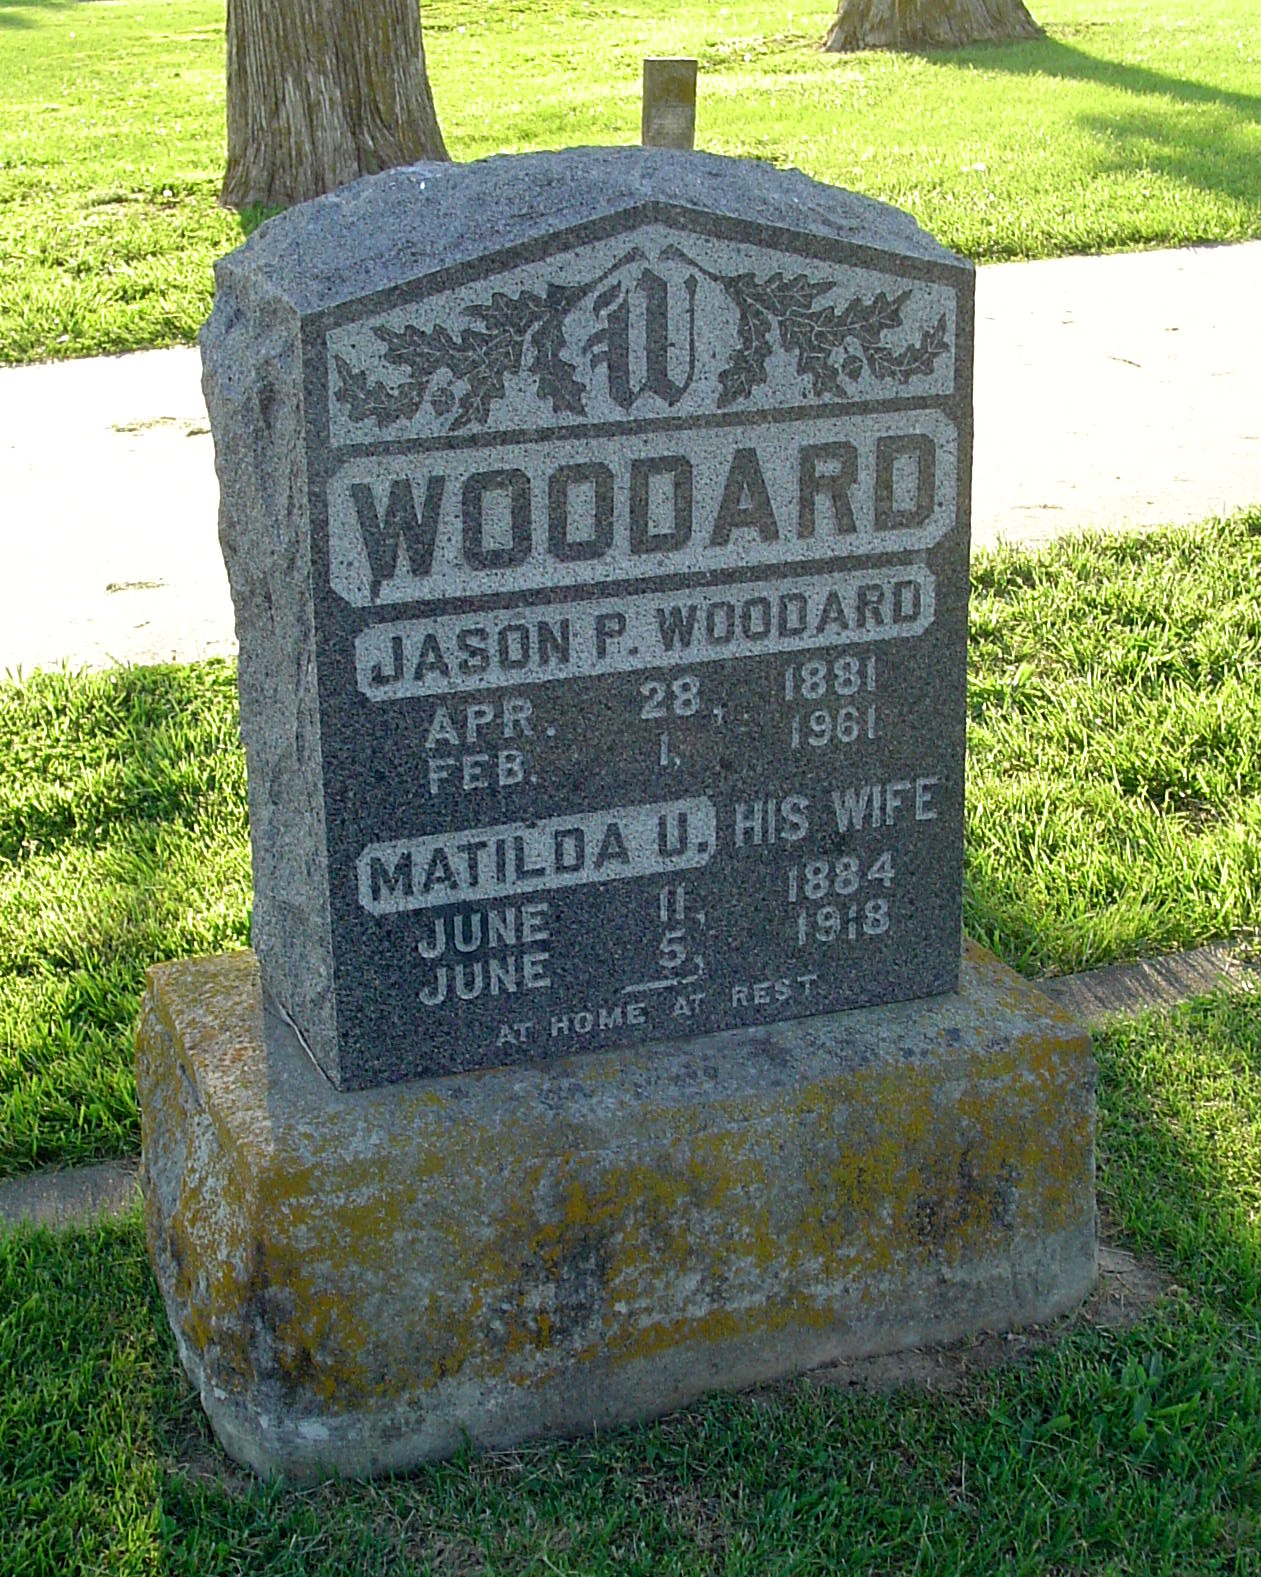 W
WOODARD
JASON P. WOODARD
APR. 28, 1881
FEB. 1, 1961
MATILDA U. HIS WIFE
JUNE 11, 1884
JUNE 5, 1918
AT HOME AT REST